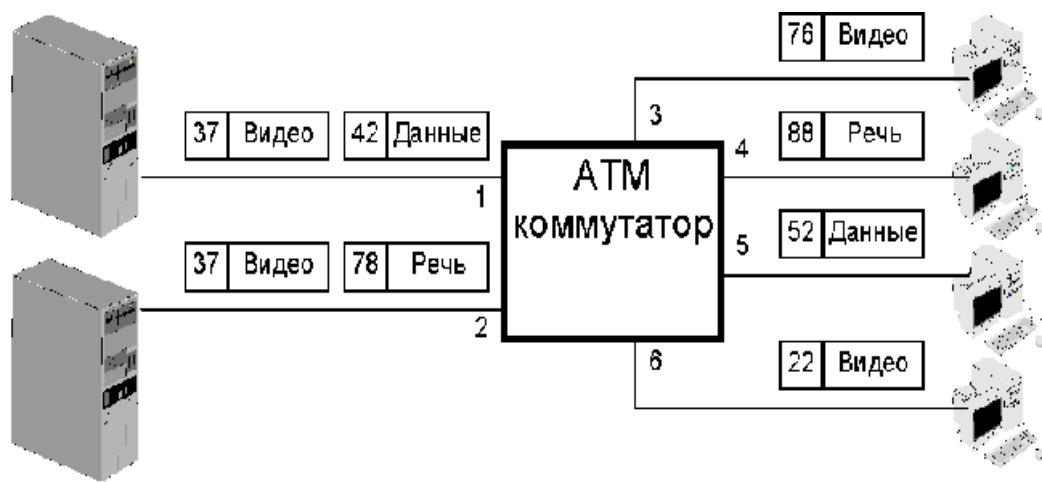 76 Видео
3
37 Видео 42 Данные
88 Речь
4
1
АТМ
коммутатор
52 Данные
5
37 Видео 78 Речь
2
6
22 Видео